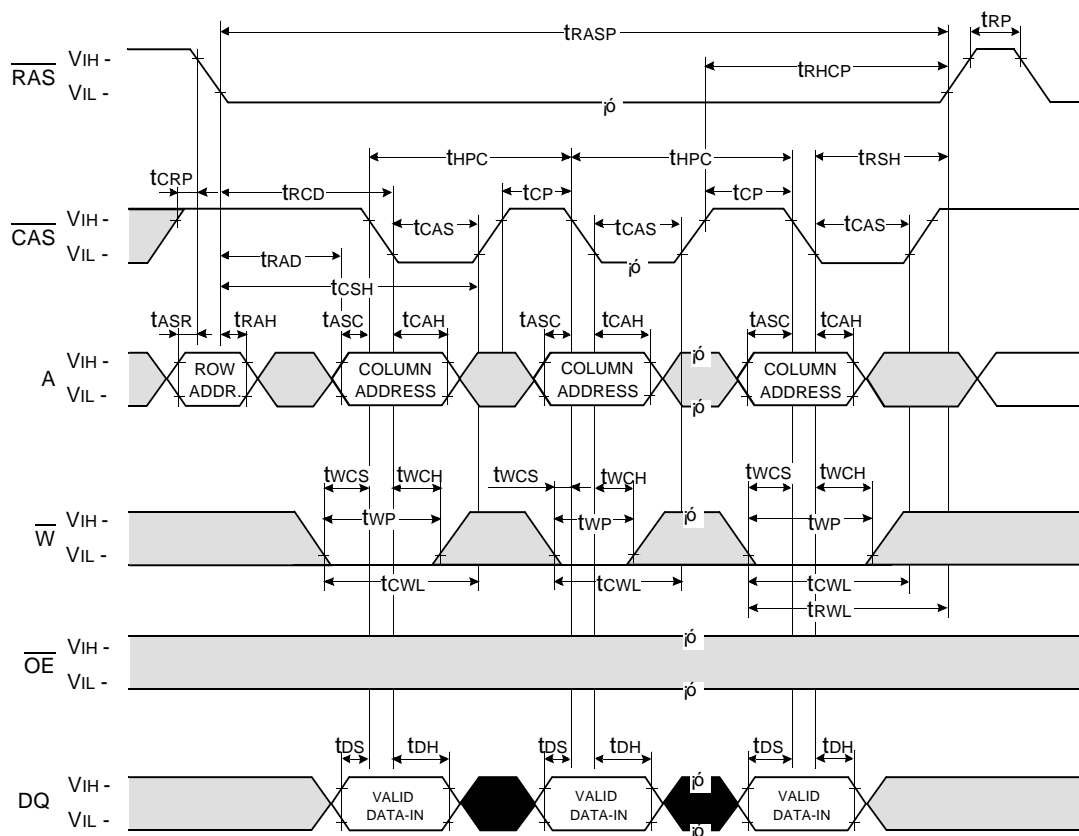 tRASP
tRP
RAS
VIH -
VIL -
tRHCP
¡ó
tHPC
tHPC
tRSH
tCRP
tRCD
tCP
tCP
CAS
VIH -
VIL -
tCAS
tCAS
tCAS
¡ó
tRAD
tCSH
tASR
tRAH
tASC
tCAH
tASC
tCAH
tASC
tCAH
A
VIH -
VIL -
ROW
ADDR.
COLUMN
ADDRESS
COLUMN
ADDRESS
COLUMN
ADDRESS
¡ó
¡ó
tWCS
tWCH
tWCS
tWCH
tWCS
tWCH
tWP
tWP
tWP
W
VIH -
VIL -
¡ó
tCWL
tCWL
tCWL
tRWL
OE
VIH -
VIL -
¡ó
¡ó
tDS
tDH
tDS
tDH
tDS
tDH
DQ
VIH -
VIL -
VALID
DATA-IN
VALID
DATA-IN
VALID
DATA-IN
¡ó
¡ó